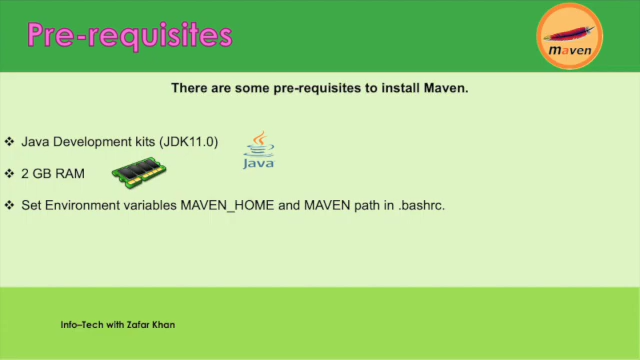 Pre-requisites
maven
There are some pre-requisites to install Maven.
❖ Java Development kits (JDK11.0)
Java
❖ 2 GB RAM
❖ Set Environment variables MAVEN_HOME and MAVEN path in .bashrc.
Info–Tech with Zafar Khan